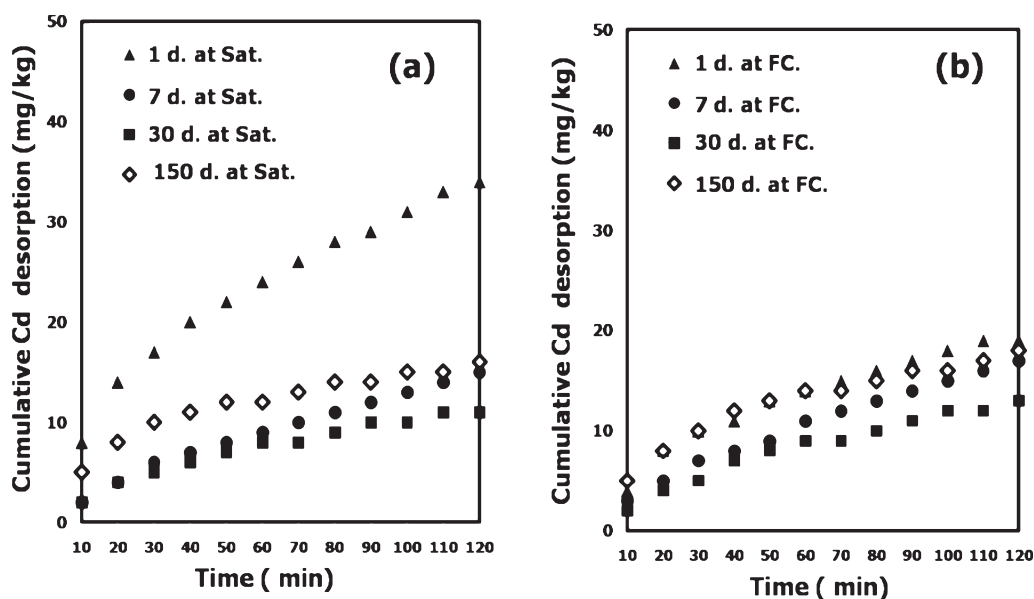 50
40
30
20
10
0
Cumulative Cd desorption (mg/kg)
1 d. at Sat.
7 d. at Sat.
30 d. at Sat.
150 d. at Sat.
(a)
10 20 30 40 50 60 70 80 90 100 110 120
Time ( min)
50
40
30
20
10
0
Cumulative Cd desorption (mg/kg)
1 d. at FC.
7 d. at FC.
30 d. at FC.
150 d. at FC.
(b)
10 20 30 40 50 60 70 80 90 100 110 120
Time ( min)